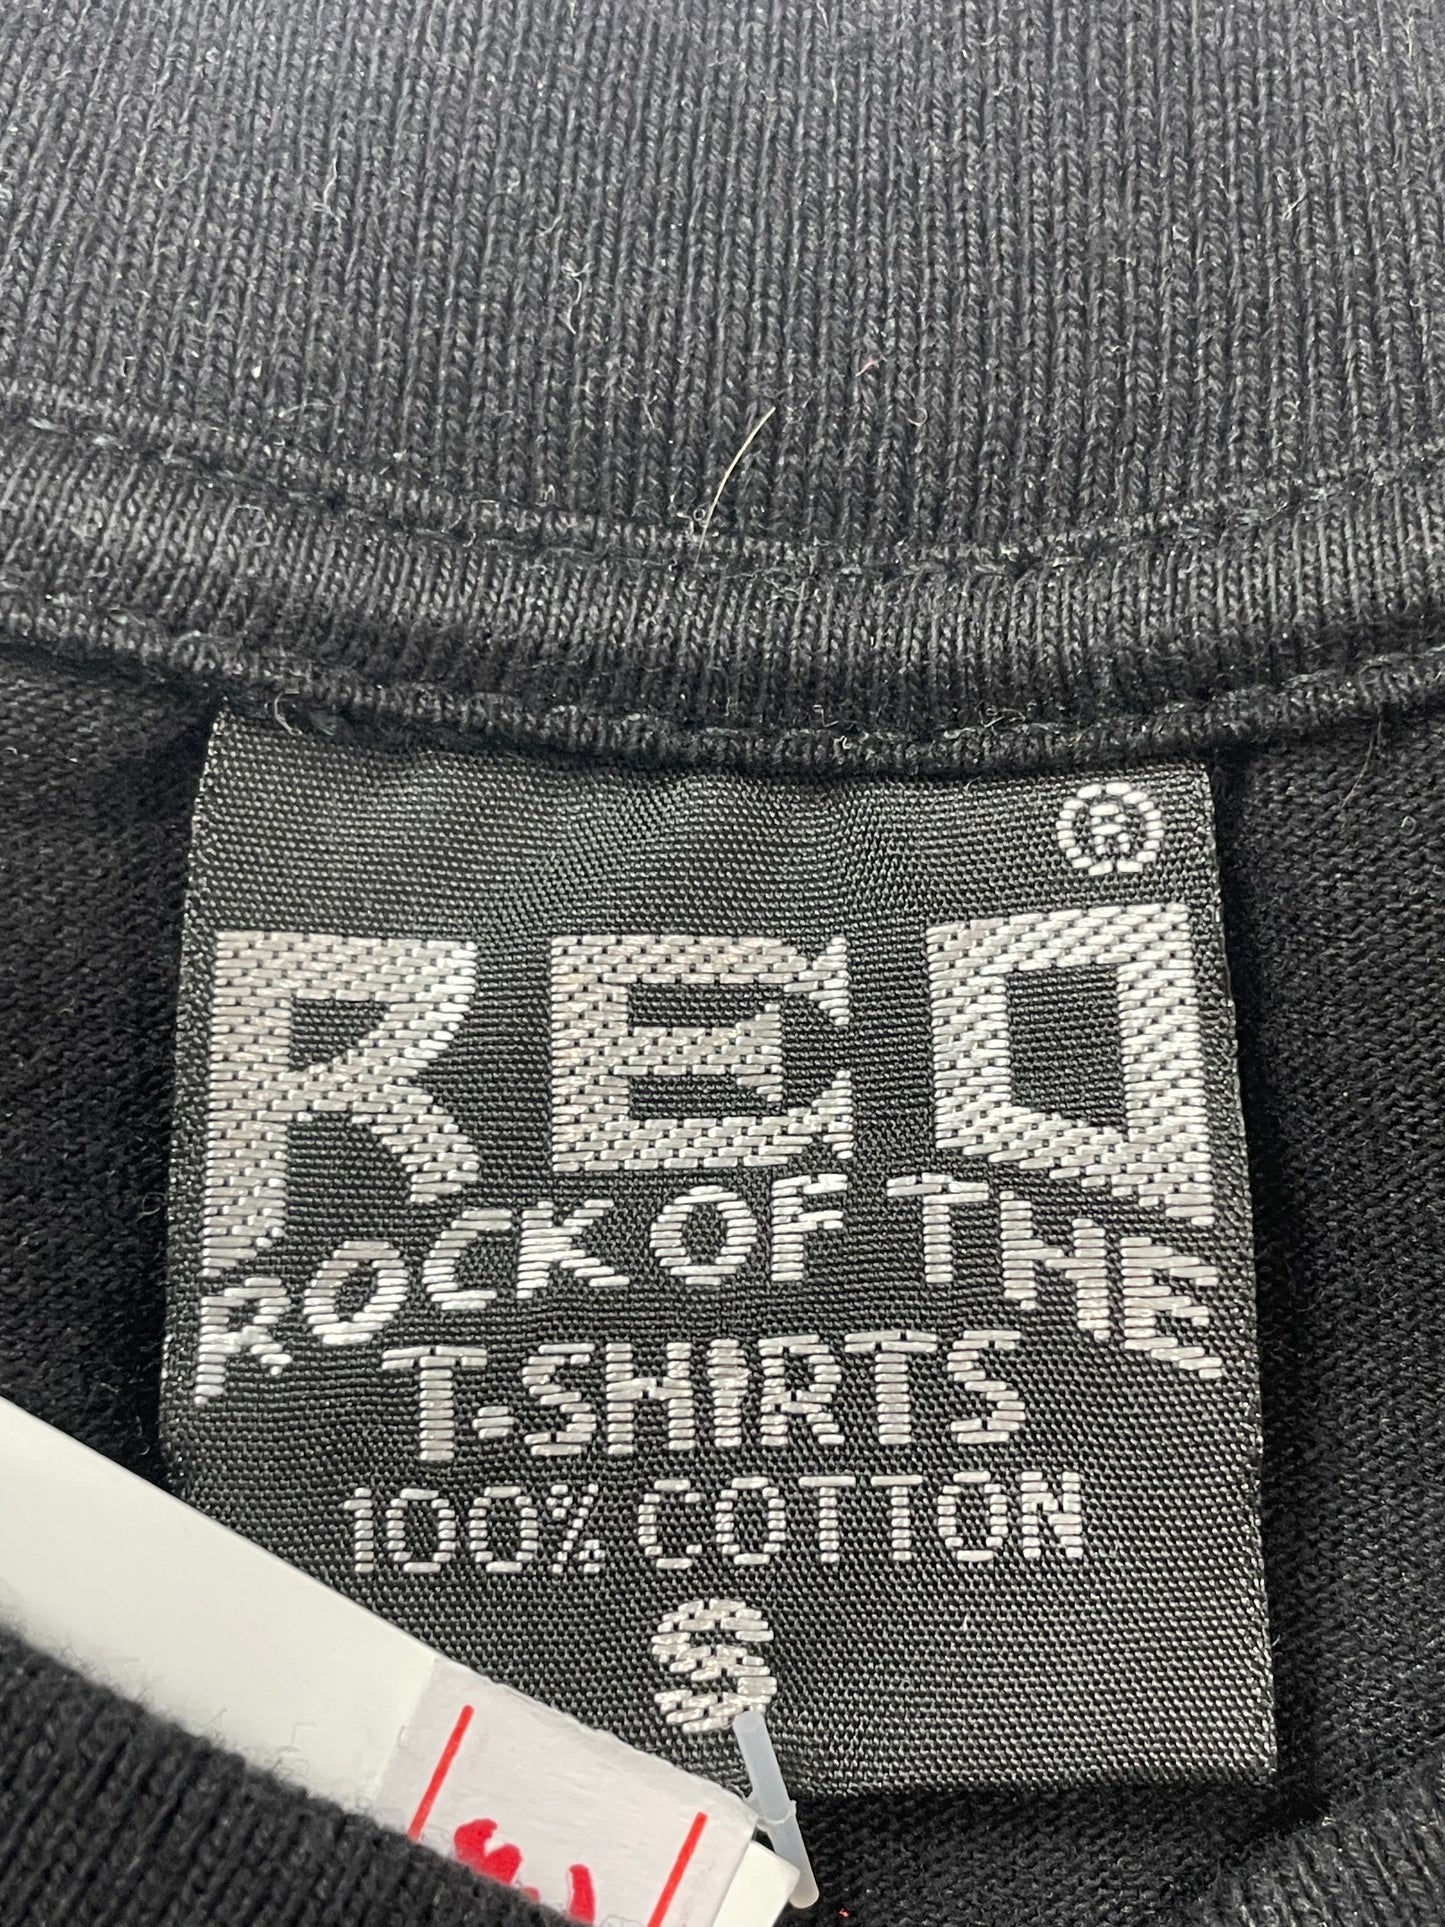 ®
RED
ROCK OF THE
T-SHIRTS
100% COTTON
S